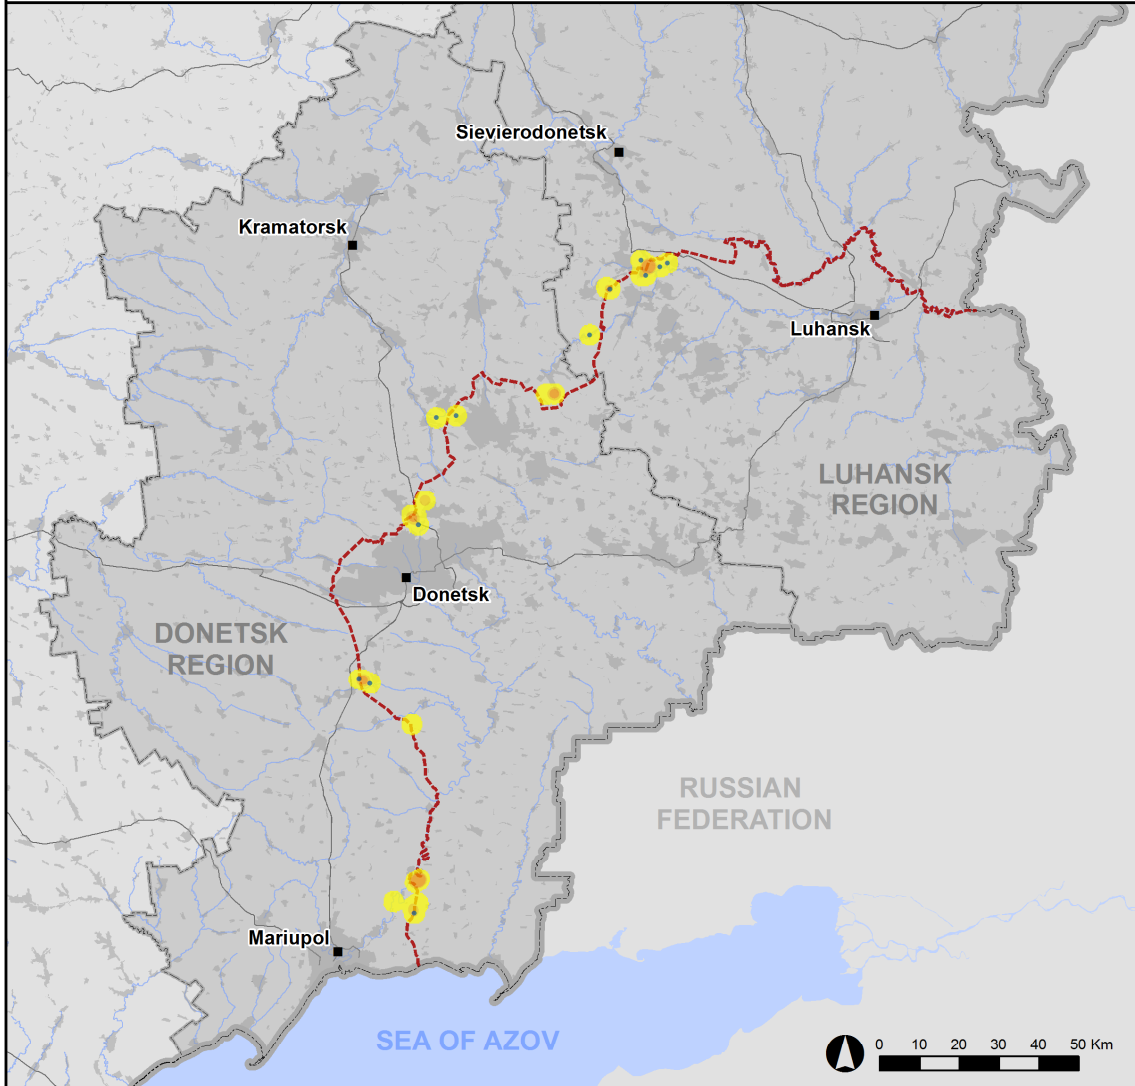 Sievierodonetsk
Kramatorsk
Luhansk
LUHANSK
REGION
Donetsk
DONETSK
REGION
RUSSIAN
FEDERATION
Mariupol
SEA OF AZOV
0 10 20 30 40 50 Km